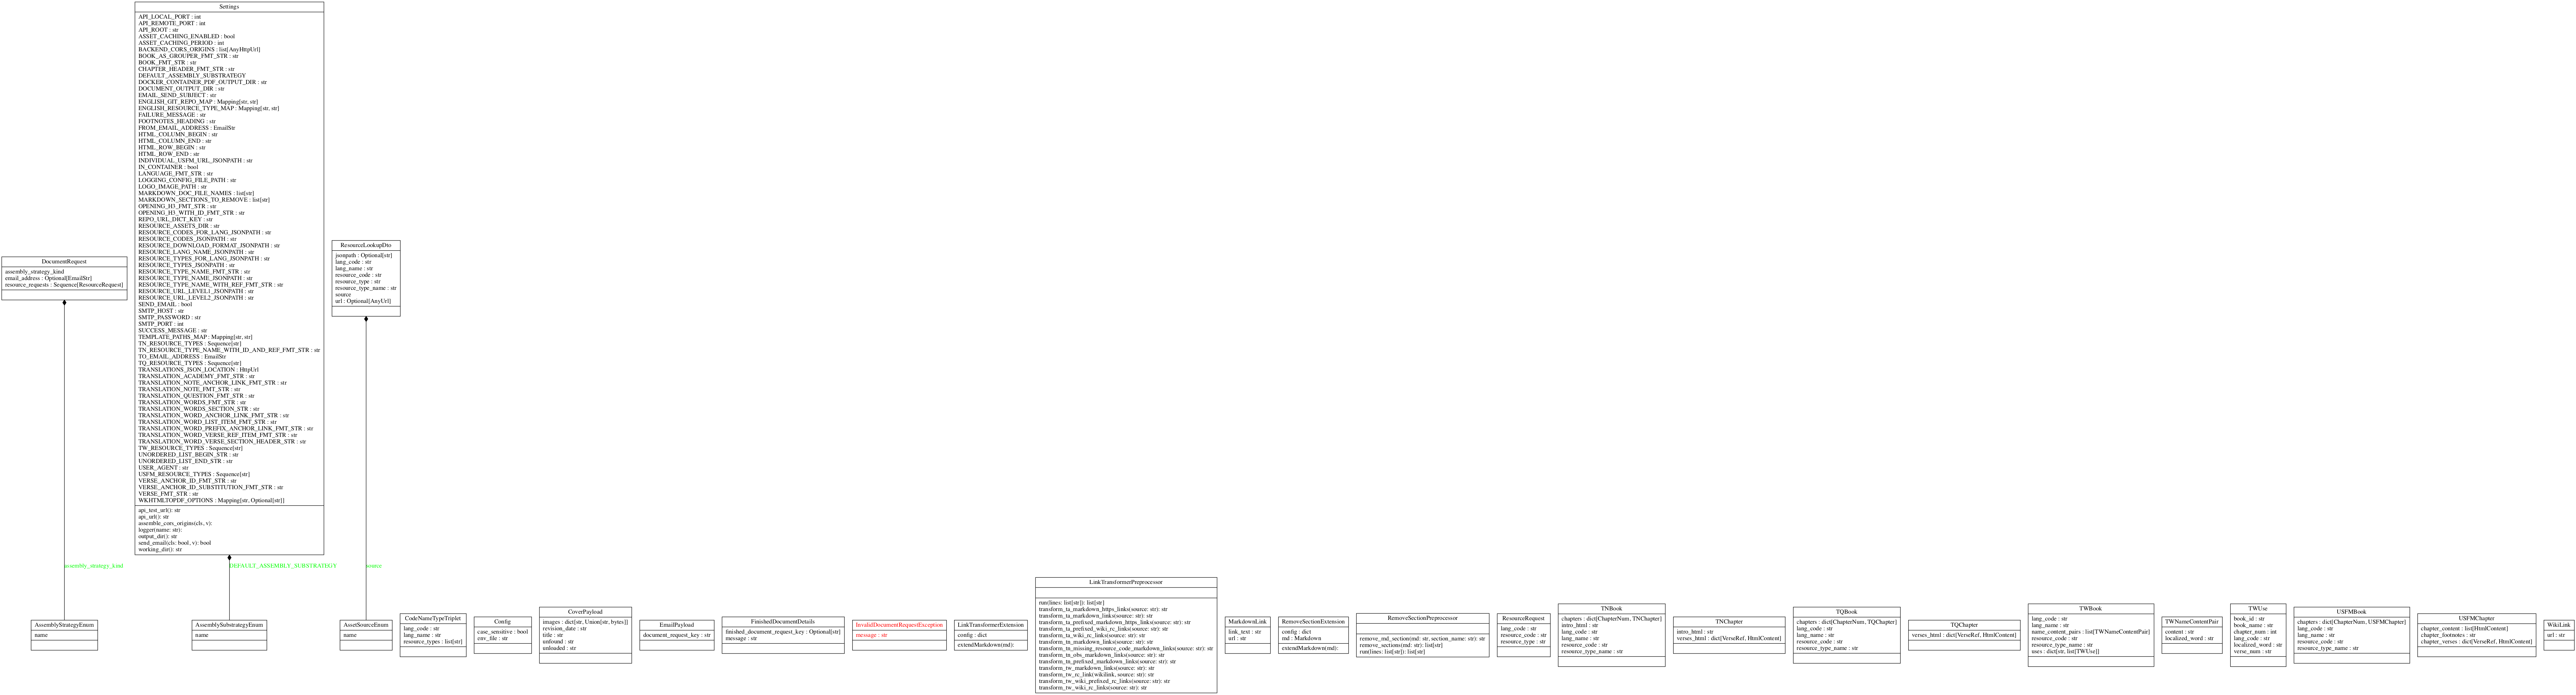 Settings
API_LOCAL_PORT : int
API_REMOTE_PORT : int
API_ROOT : str
ASSET_CACHING_ENABLED : bool
ASSET_CACHING_PERIOD : int
BACKEND_CORS_ORIGINS : list[AnyHttpUrl]
BOOK_AS_GROUPER_FMT_STR : str
BOOK_FMT_STR : str
CHAPTER_HEADER_FMT_STR : str
DEFAULT_ASSEMBLY_SUBSTRATEGY
DOCKER_CONTAINER_PDF_OUTPUT_DIR : str
DOCUMENT_OUTPUT_DIR : str
EMAIL_SEND_SUBJECT : str
ENGLISH_GIT_REPO_MAP : Mapping[str, str]
ENGLISH_RESOURCE_TYPE_MAP : Mapping[str, str]
FAILURE_MESSAGE : str
FOOTNOTES_HEADING : str
FROM_EMAIL_ADDRESS : EmailStr
HTML_COLUMN_BEGIN : str
HTML_COLUMN_END : str
HTML_ROW_BEGIN : str
HTML_ROW_END : str
INDIVIDUAL_USFM_URL_JSONPATH : str
IN_CONTAINER : bool
LANGUAGE_FMT_STR : str
LOGGING_CONFIG_FILE_PATH : str
LOGO_IMAGE_PATH : str
MARKDOWN_DOC_FILE_NAMES : list[str]
MARKDOWN_SECTIONS_TO_REMOVE : list[str]
OPENING_H3_FMT_STR : str
OPENING_H3_WITH_ID_FMT_STR : str
REPO_URL_DICT_KEY : str
RESOURCE_ASSETS_DIR : str
RESOURCE_CODES_FOR_LANG_JSONPATH : str
RESOURCE_CODES_JSONPATH : str
RESOURCE_DOWNLOAD_FORMAT_JSONPATH : str
RESOURCE_LANG_NAME_JSONPATH : str
RESOURCE_TYPES_FOR_LANG_JSONPATH : str
RESOURCE_TYPES_JSONPATH : str
RESOURCE_TYPE_NAME_FMT_STR : str
RESOURCE_TYPE_NAME_JSONPATH : str
RESOURCE_TYPE_NAME_WITH_REF_FMT_STR : str
RESOURCE_URL_LEVEL1_JSONPATH : str
RESOURCE_URL_LEVEL2_JSONPATH : str
SEND_EMAIL : bool
SMTP_HOST : str
SMTP_PASSWORD : str
SMTP_PORT : int
SUCCESS_MESSAGE : str
TEMPLATE_PATHS_MAP : Mapping[str, str]
TN_RESOURCE_TYPES : Sequence[str]
TN_RESOURCE_TYPE_NAME_WITH_ID_AND_REF_FMT_STR : str
TO_EMAIL_ADDRESS : EmailStr
TQ_RESOURCE_TYPES : Sequence[str]
TRANSLATIONS_JSON_LOCATION : HttpUrl
TRANSLATION_ACADEMY_FMT_STR : str
TRANSLATION_NOTE_ANCHOR_LINK_FMT_STR : str
TRANSLATION_NOTE_FMT_STR : str
TRANSLATION_QUESTION_FMT_STR : str
TRANSLATION_WORDS_FMT_STR : str
TRANSLATION_WORDS_SECTION_STR : str
TRANSLATION_WORD_ANCHOR_LINK_FMT_STR : str
TRANSLATION_WORD_LIST_ITEM_FMT_STR : str
TRANSLATION_WORD_PREFIX_ANCHOR_LINK_FMT_STR : str
TRANSLATION_WORD_VERSE_REF_ITEM_FMT_STR : str
TRANSLATION_WORD_VERSE_SECTION_HEADER_STR : str
TW_RESOURCE_TYPES : Sequence[str]
UNORDERED_LIST_BEGIN_STR : str
UNORDERED_LIST_END_STR : str
USER_AGENT : str
USFM_RESOURCE_TYPES : Sequence[str]
VERSE_ANCHOR_ID_FMT_STR : str
VERSE_ANCHOR_ID_SUBSTITUTION_FMT_STR : str
VERSE_FMT_STR : str
WKHTMLTOPDF_OPTIONS : Mapping[str, Optional[str]]
api_test_url(): str
api_url(): str
assemble_cors_origins(cls, v):
logger(name: str):
output_dir(): str
send_email(cls: bool, v): bool
working_dir(): str
DocumentRequest
assembly_strategy_kind
email_address : Optional[EmailStr]
resource_requests : Sequence[ResourceRequest]
ResourceLookupDto
jsonpath : Optional[str]
lang_code : str
lang_name : str
resource_code : str
resource_type : str
resource_type_name : str
source
url : Optional[AnyUrl]
assembly_strategy_kind
DEFAULT_ASSEMBLY_SUBSTRATEGY
source
AssemblyStrategyEnum
name
AssemblySubstrategyEnum
name
AssetSourceEnum
name
CodeNameTypeTriplet
lang_code : str
lang_name : str
resource_types : list[str]
Config
case_sensitive : bool
env_file : str
CoverPayload
images : dict[str, Union[str, bytes]]
revision_date : str
title : str
unfound : str
unloaded : str
EmailPayload
document_request_key : str
FinishedDocumentDetails
finished_document_request_key : Optional[str]
message : str
InvalidDocumentRequestException
message : str
LinkTransformerExtension
config : dict
extendMarkdown(md):
LinkTransformerPreprocessor
run(lines: list[str]): list[str]
transform_ta_markdown_https_links(source: str): str
transform_ta_markdown_links(source: str): str
transform_ta_prefixed_markdown_https_links(source: str): str
transform_ta_prefixed_markdown_links(source: str): str
transform_ta_prefixed_wiki_rc_links(source: str): str
transform_ta_wiki_rc_links(source: str): str
transform_tn_markdown_links(source: str): str
transform_tn_missing_resource_code_markdown_links(source: str): str
transform_tn_obs_markdown_links(source: str): str
transform_tn_prefixed_markdown_links(source: str): str
transform_tw_markdown_links(source: str): str
transform_tw_rc_link(wikilink, source: str): str
transform_tw_wiki_prefixed_rc_links(source: str): str
transform_tw_wiki_rc_links(source: str): str
MarkdownLink
link_text : str
url : str
RemoveSectionExtension
config : dict
md : Markdown
extendMarkdown(md):
RemoveSectionPreprocessor
remove_md_section(md: str, section_name: str): str
remove_sections(md: str): list[str]
run(lines: list[str]): list[str]
ResourceRequest
lang_code : str
resource_code : str
resource_type : str
TNBook
chapters : dict[ChapterNum, TNChapter]
intro_html : str
lang_code : str
lang_name : str
resource_code : str
resource_type_name : str
TNChapter
intro_html : str
verses_html : dict[VerseRef, HtmlContent]
TQBook
chapters : dict[ChapterNum, TQChapter]
lang_code : str
lang_name : str
resource_code : str
resource_type_name : str
TQChapter
verses_html : dict[VerseRef, HtmlContent]
TWBook
lang_code : str
lang_name : str
name_content_pairs : list[TWNameContentPair]
resource_code : str
resource_type_name : str
uses : dict[str, list[TWUse]]
TWNameContentPair
content : str
localized_word : str
TWUse
book_id : str
book_name : str
chapter_num : int
lang_code : str
localized_word : str
verse_num : str
USFMBook
chapters : dict[ChapterNum, USFMChapter]
lang_code : str
lang_name : str
resource_code : str
resource_type_name : str
USFMChapter
chapter_content : list[HtmlContent]
chapter_footnotes : str
chapter_verses : dict[VerseRef, HtmlContent]
WikiLink
url : str